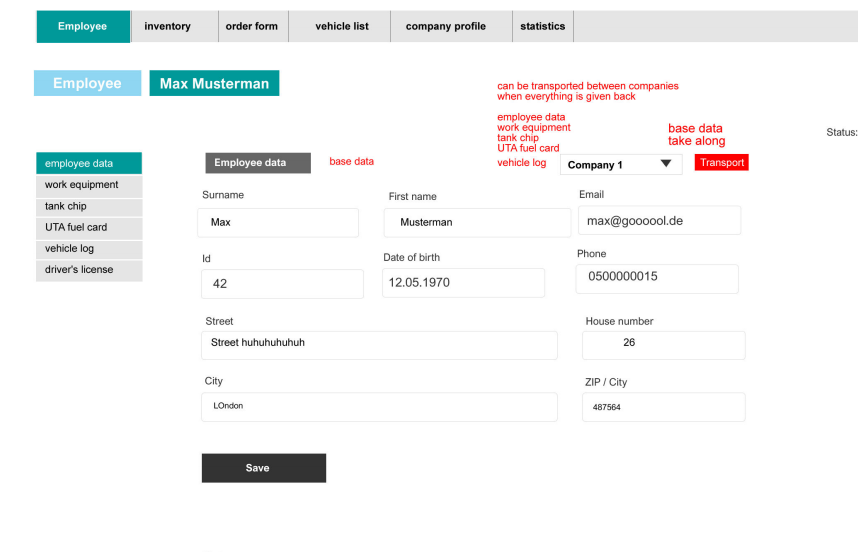 Employee inventory order form vehicle list company profile statistics
Employee Max Musterman
can be transported between companies
when everything is given back
employee data
work equipment
tank chip
UTA fuel card
vehicle log
base data
take along
Status:
Company 1 Transport
employee data
work equipment
tank chip
UTA fuel card
vehicle log
driver's license
Employee data base data
Surname First name Email
Max Musterman max@goooool.de
Id Date of birth Phone
42 12.05.1970 0500000015
Street House number
Street huhuhuhuhuh 26
City ZIP / City
LOndon 487564
Save